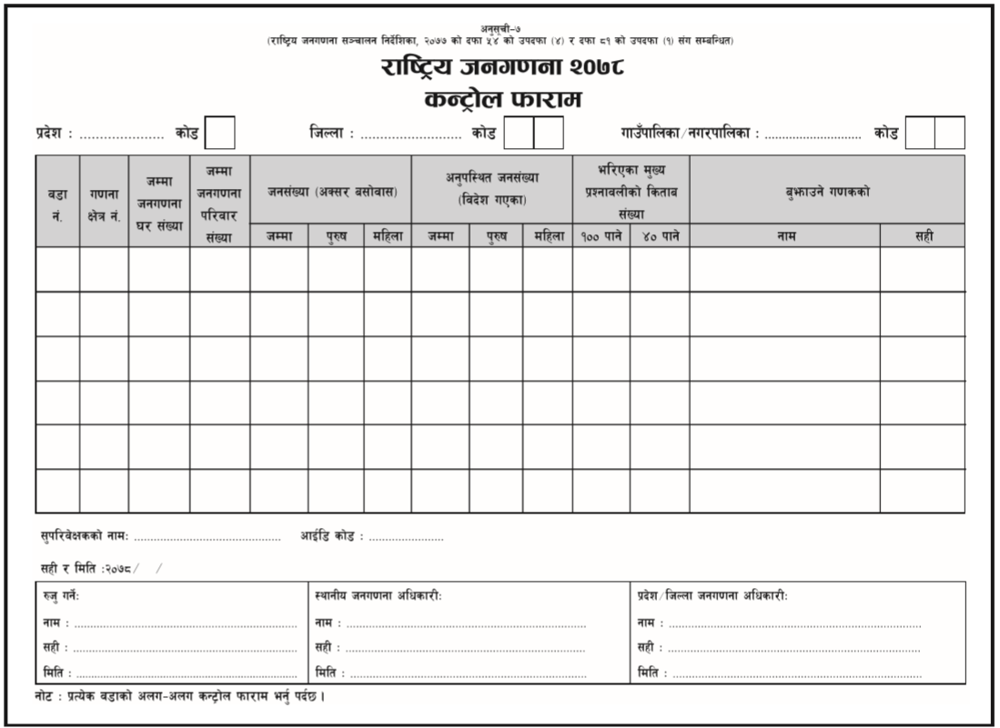 अनुसूची-७
(राष्ट्रिय जनगणना सञ्चालन निर्देशिका, २०७७ को दफा ५४ को उपदफा (४) र दफा ८१ को उपदफा (१) संग सम्बन्धित)
राष्ट्रिय जनगणना २०७८
कन्ट्रोल फाराम
प्रदेश : ..................... कोड जिल्ला : ......................... कोड गाउँपालिका/नगरपालिका : ........................... कोड
वडा नं.
गणना क्षेत्र नं.
जम्मा जनगणना घर संख्या
जम्मा जनगणना परिवार संख्या
जनसंख्या (अक्सर बसोवास)
अनुपस्थित जनसंख्या (विदेश गएका)
भरिएका मुख्य प्रश्नावलीको किताब संख्या
बुझाउने गणकको
जम्मा पुरुष महिला जम्मा पुरुष महिला १०० पाने ४० पाने नाम सही
सुपरिवेक्षकको नामः ................................................ आईडि कोड : .........................
सही र मिति :२०७८/ /
रुजु गर्नेः
नाम : ..........................................................................
सही : ..........................................................................
मिति : .........................................................................
स्थानीय जनगणना अधिकारीः
नाम : ................................................................................
सही : ................................................................................
मिति : ..............................................................................
प्रदेश/जिल्ला जनगणना अधिकारीः
नाम : ....................................................................................
सही : ....................................................................................
मिति : ..................................................................................
नोट : प्रत्येक वडाको अलग-अलग कन्ट्रोल फाराम भर्नु पर्दछ ।